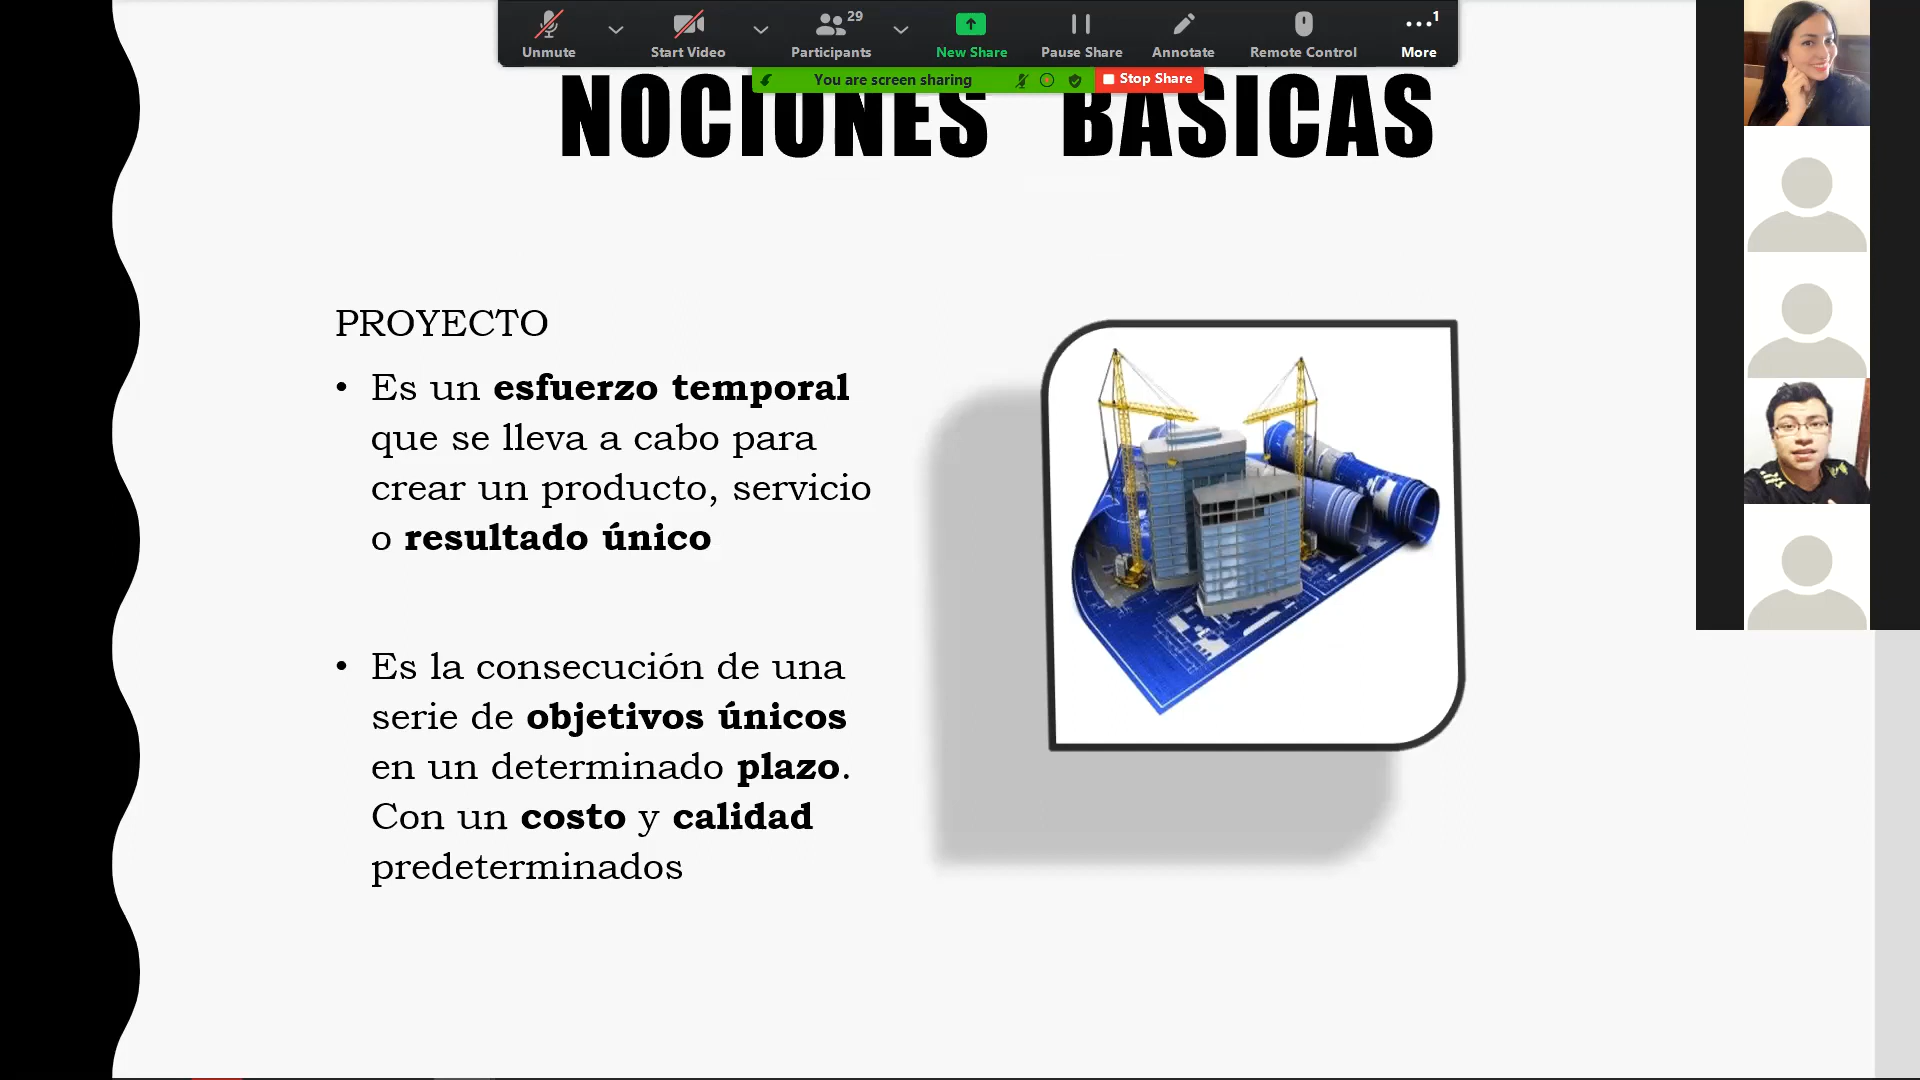 Unmute
Start Video
29
Participants
New Share
Pause Share
Annotate
Remote Control
1
More
You are screen sharing
Stop Share
NOCIONES BASICAS
PROYECTO
• Es un esfuerzo temporal
que se lleva a cabo para
crear un producto, servicio
o resultado único
• Es la consecución de una
serie de objetivos únicos
en un determinado plazo.
Con un costo y calidad
predeterminados